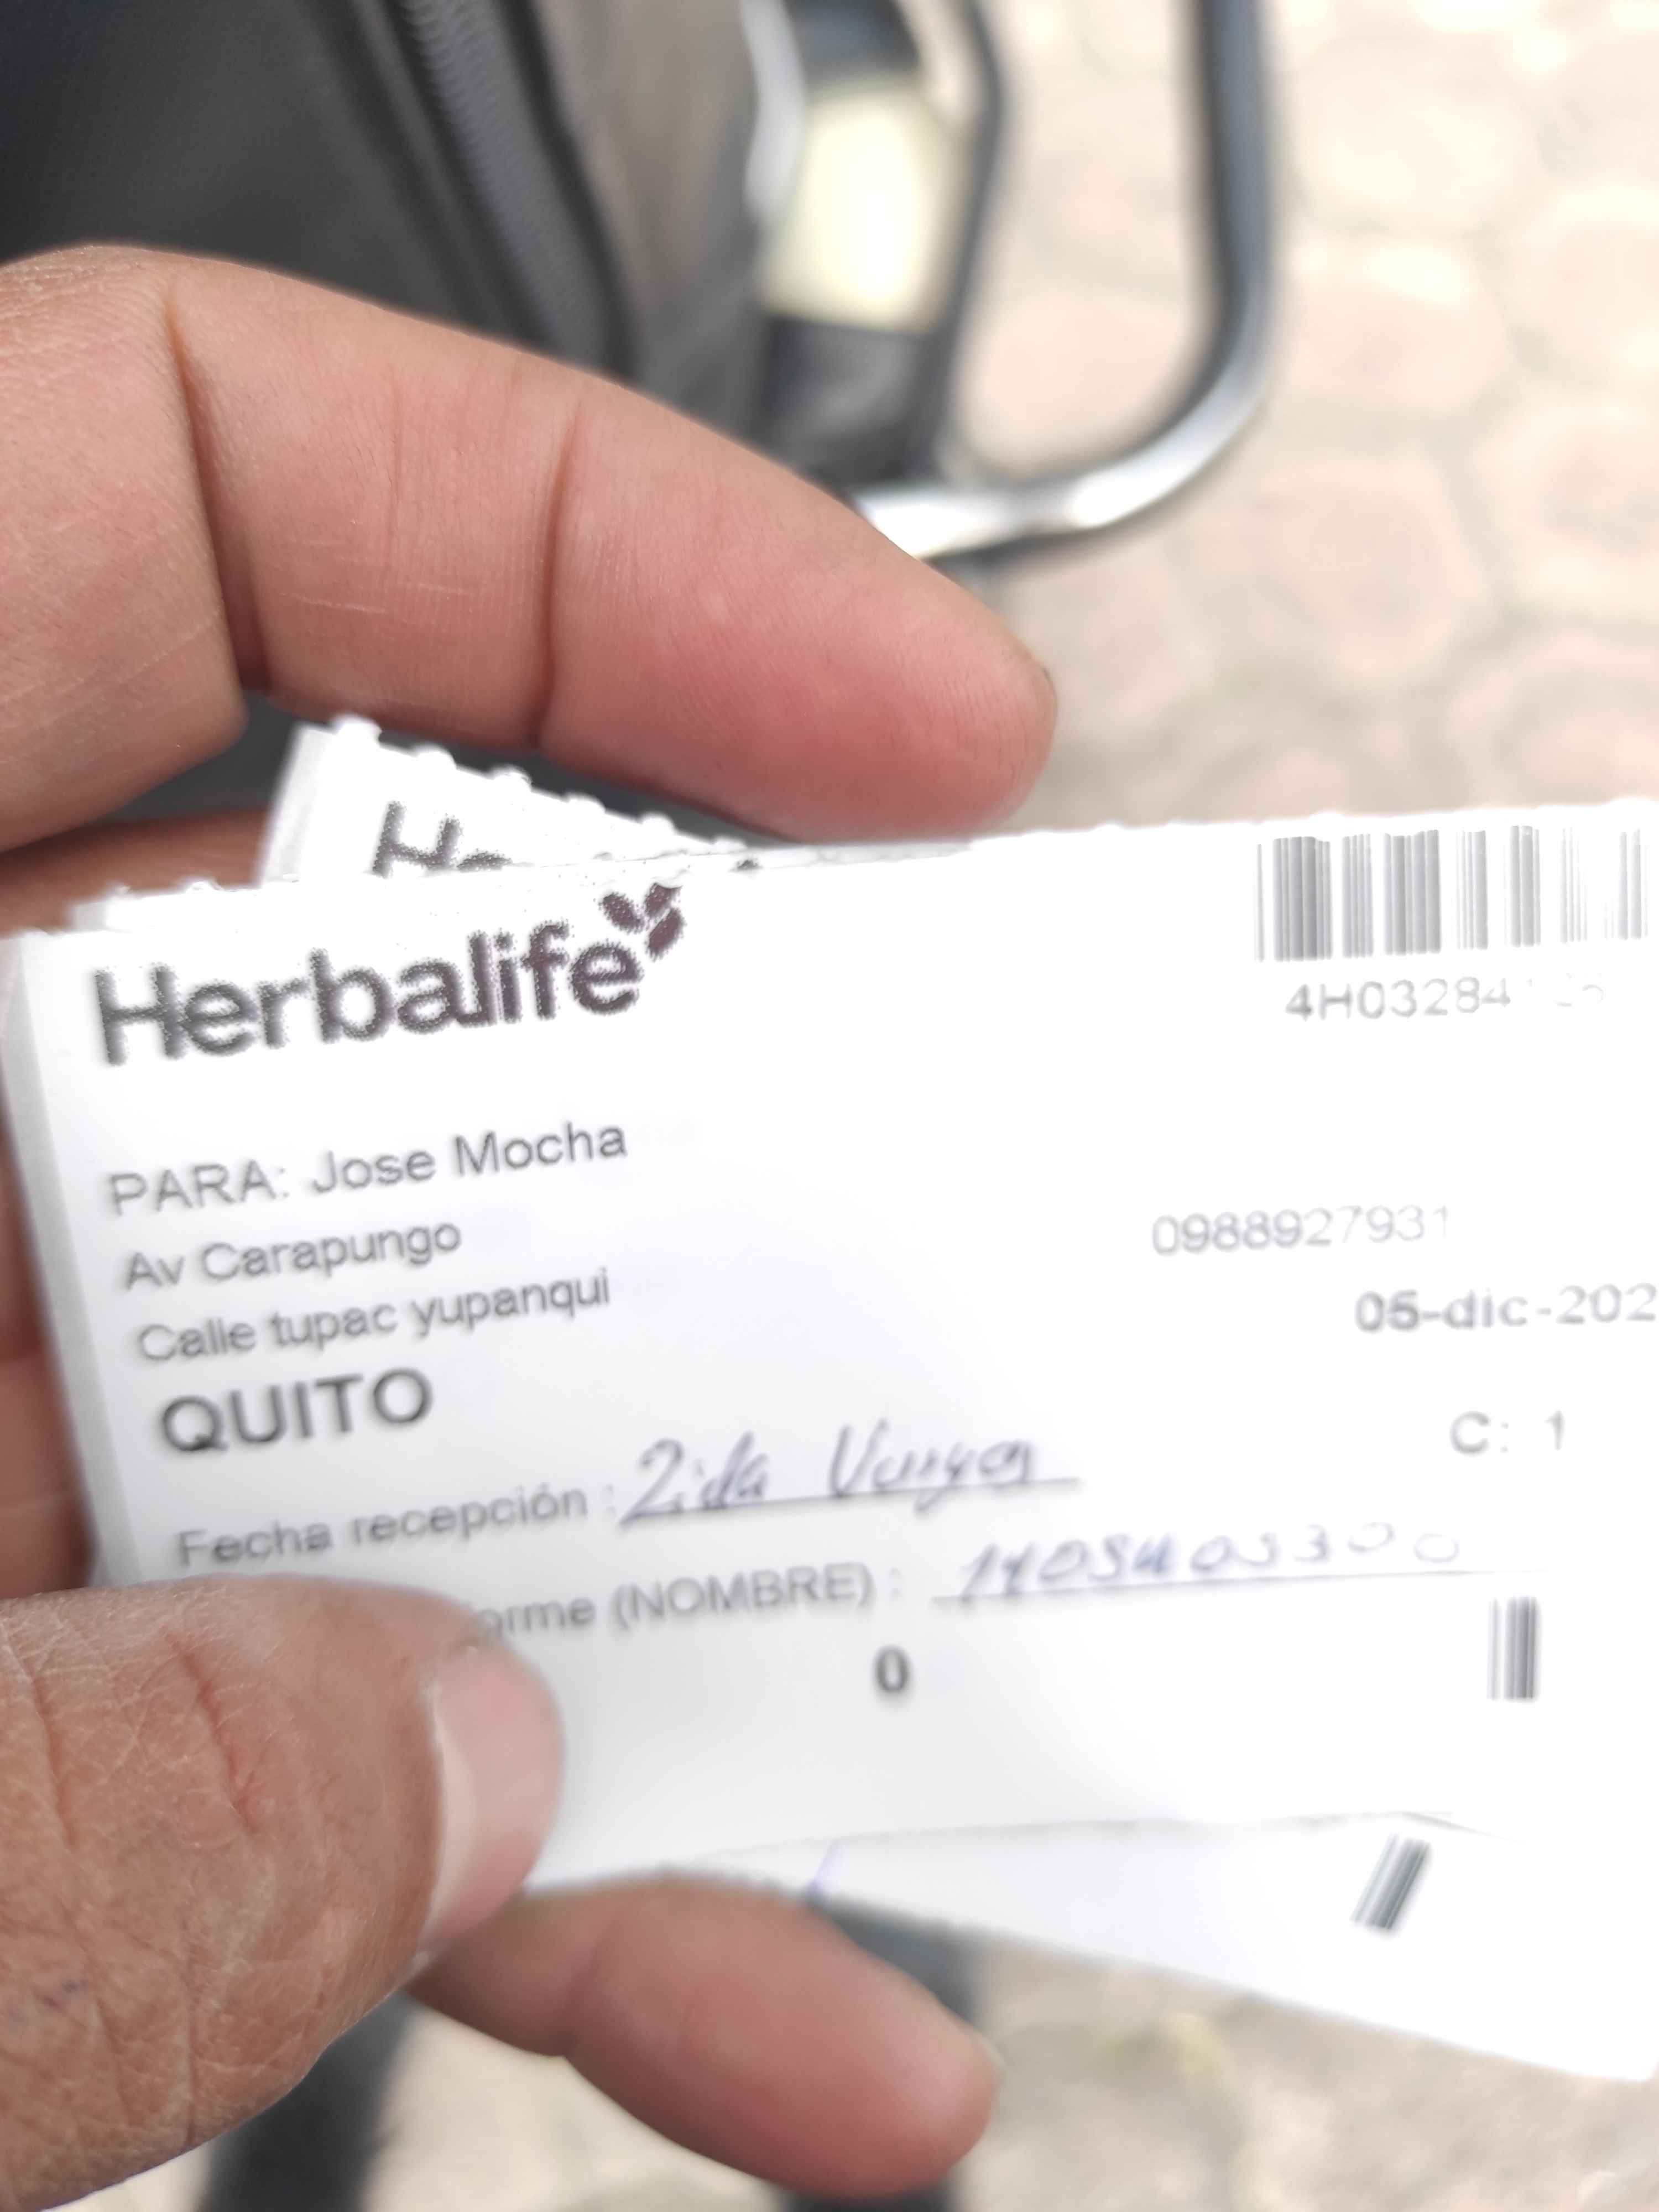 Herbalife
4H03284
PARA: Jose Mocha
Av Carapungo
0988927931
Calle tupac yupanqui
05-dic-202
QUITO
C: 1
Fecha recepción :
orme (NOMBRE) :
0